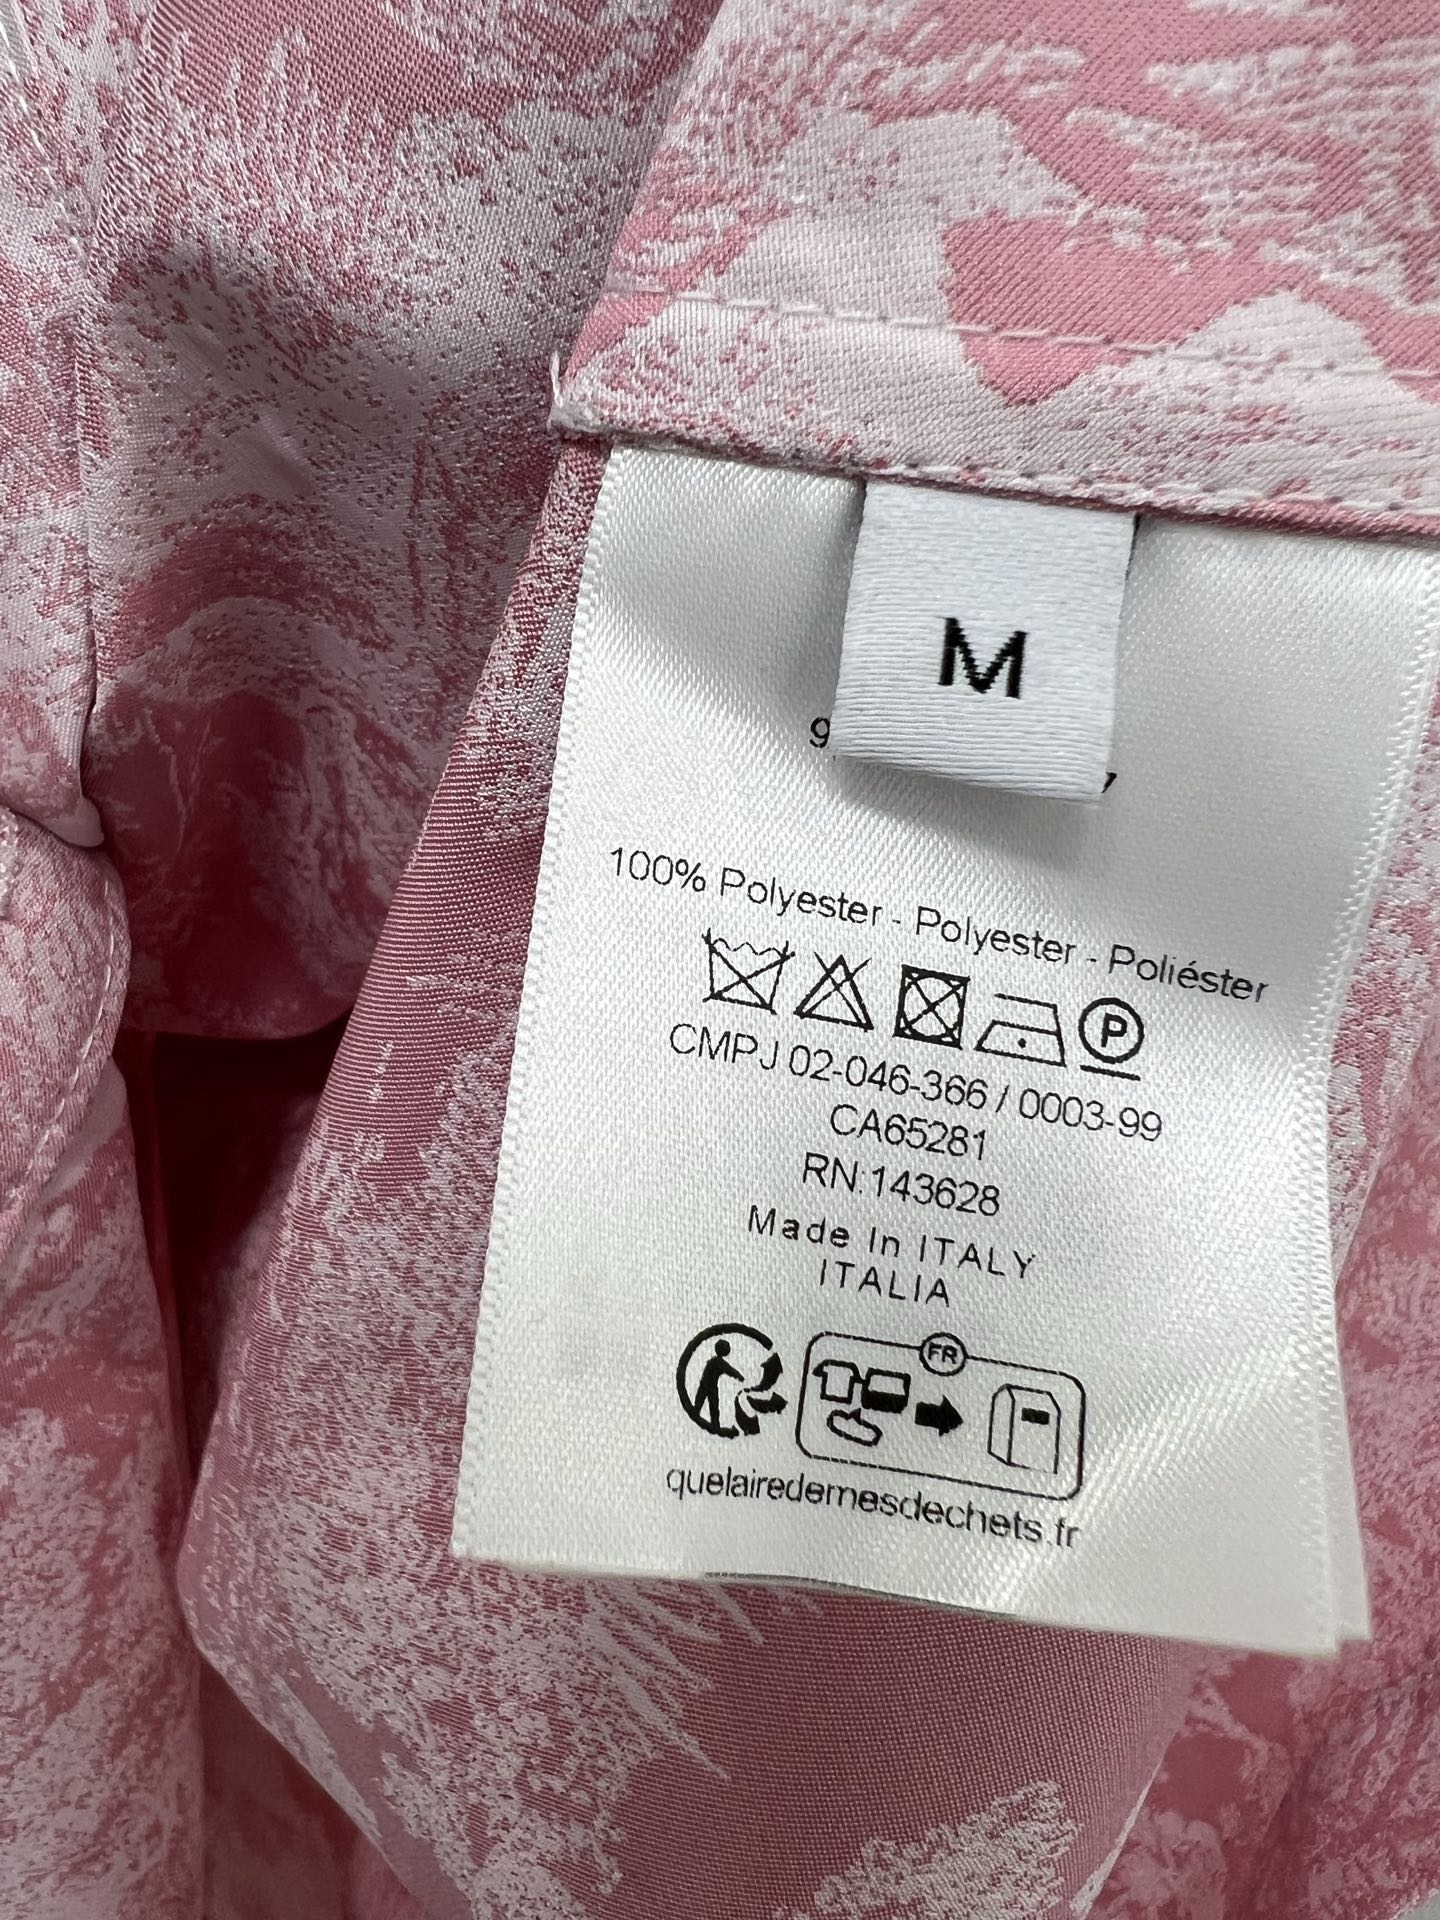 M
100% Polyester - Polyester - Poliéster
P
CMPJ 02-046-366 / 0003-99
CA65281
RN:143628
Made In ITALY
ITALIA
FR
quelairedemesdechets.fr